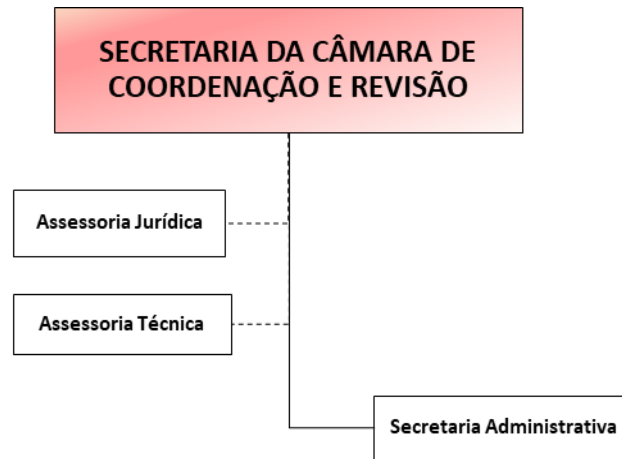 SECRETARIA DA CÂMARA DE
COORDENAÇÃO E REVISÃO
Assessoria Jurídica
Assessoria Técnica
Secretaria Administrativa